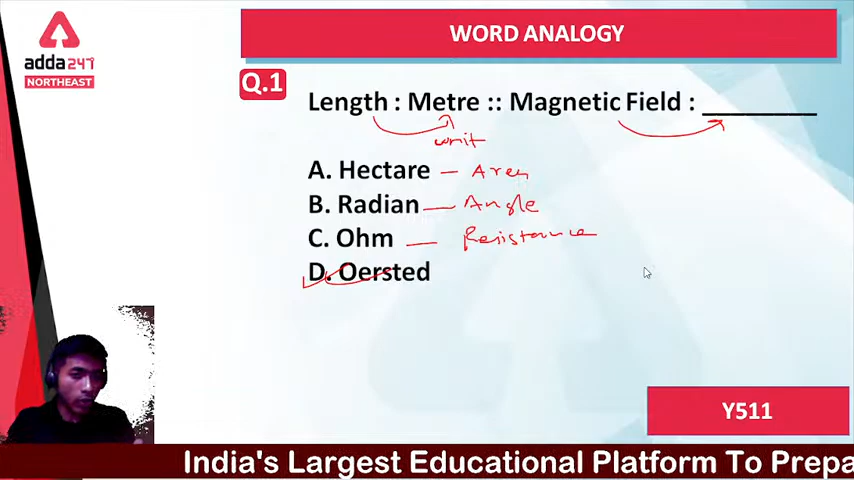 WORD ANALOGY
adda247
NORTHEAST
Q.1
Length : Metre :: Magnetic Field : ________
unit
A. Hectare — Area
B. Radian — Angle
C. Ohm — Resistance
D. Oersted
Y511
India's Largest Educational Platform To Prepa